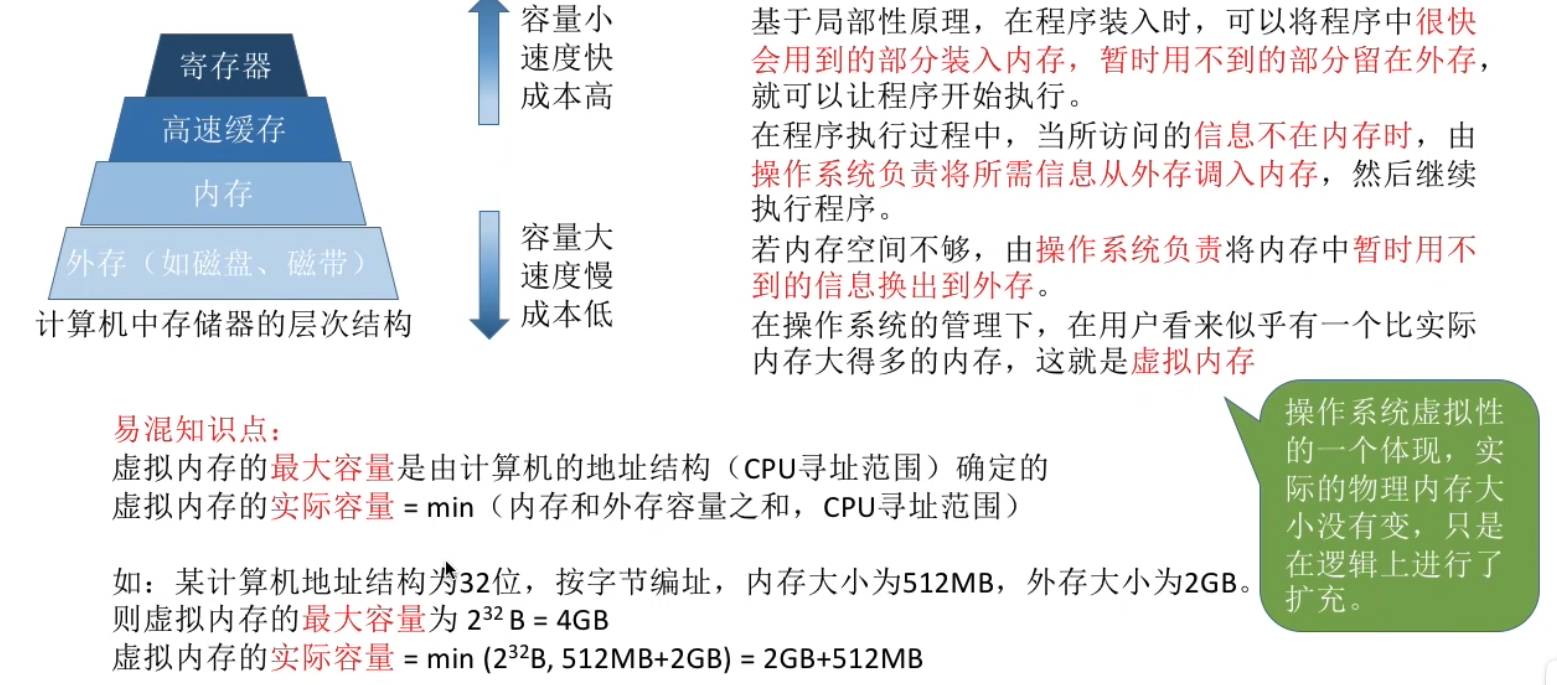 寄存器
高速缓存
内存
外存（如磁盘、磁带）
计算机中存储器的层次结构
容量小
速度快
成本高
容量大
速度慢
成本低
基于局部性原理，在程序装入时，可以将程序中很快
会用到的部分装入内存，暂时用不到的部分留在外存，
就可以让程序开始执行。
在程序执行过程中，当所访问的信息不在内存时，由
操作系统负责将所需信息从外存调入内存，然后继续
执行程序。
若内存空间不够，由操作系统负责将内存中暂时用不
到的信息换出到外存。
在操作系统的管理下，在用户看来似乎有一个比实际
内存大得多的内存，这就是虚拟内存
操作系统虚拟性
的一个体现，实
际的物理内存大
小没有变，只是
在逻辑上进行了
扩充。
易混知识点：
虚拟内存的最大容量是由计算机的地址结构（CPU寻址范围）确定的
虚拟内存的实际容量 = min（内存和外存容量之和，CPU寻址范围）
如：某计算机地址结构为32位，按字节编址，内存大小为512MB，外存大小为2GB。
则虚拟内存的最大容量为 2³² B = 4GB
虚拟内存的实际容量 = min (2³²B, 512MB+2GB) = 2GB+512MB